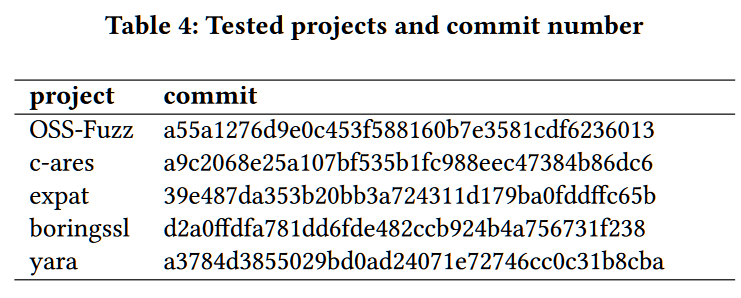 Table 4: Tested projects and commit number
project commit
OSS-Fuzz a55a1276d9e0c453f588160b7e3581cdf6236013
c-ares a9c2068e25a107bf535b1fc988eec47384b86dc6
expat 39e487da353b20bb3a724311d179ba0fddffc65b
boringssl d2a0ffdfa781dd6fde482ccb924b4a756731f238
yara a3784d3855029bd0ad24071e72746cc0c31b8cba